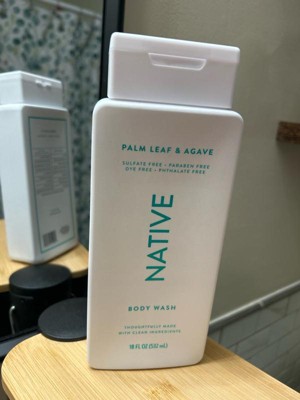 PALM LEAF & AGAVE
SULFATE FREE • PARABEN FREE
DYE FREE • PHTHALATE FREE
NATIVE
BODY WASH
THOUGHTFULLY MADE
WITH CLEAN INGREDIENTS
18 FL OZ (532 mL)